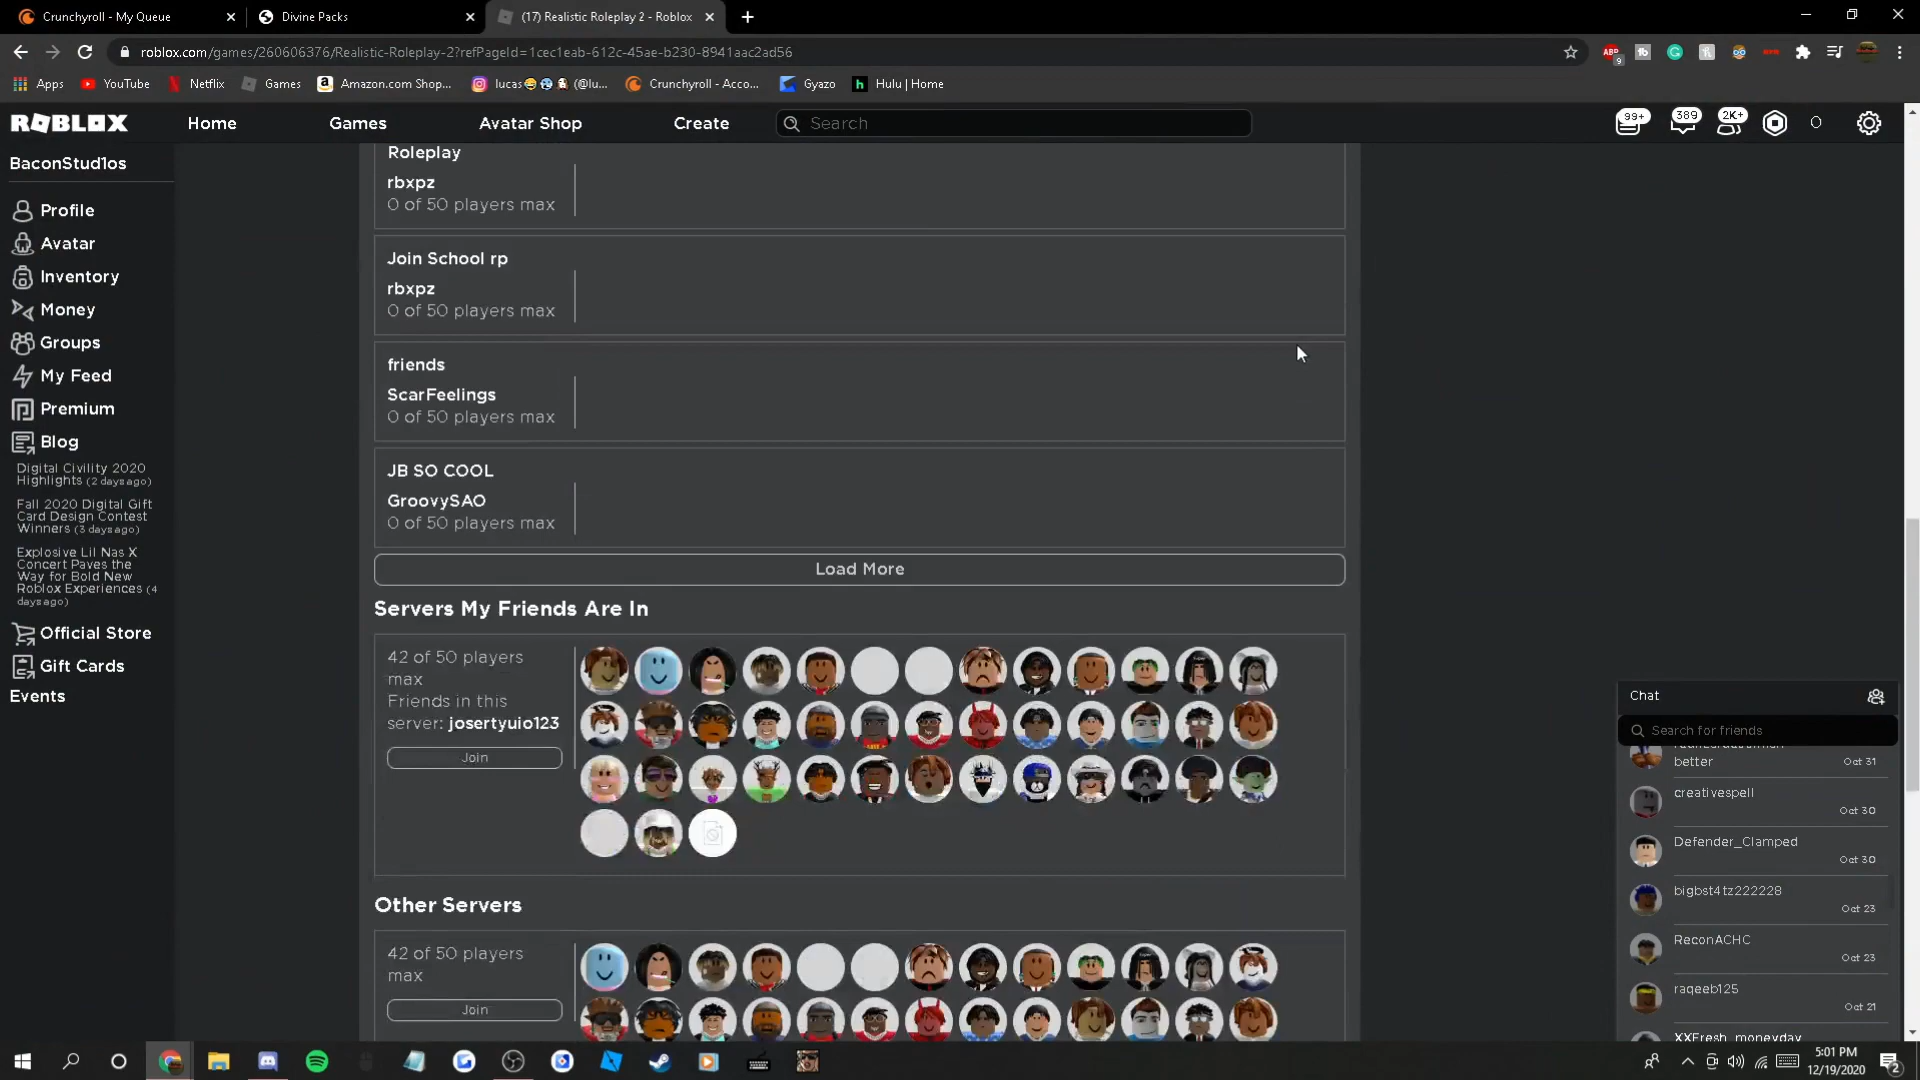 Crunchyroll - My Queue
Divine Packs
(17) Realistic Roleplay 2 - Roblox
roblox.com/games/260606376/Realistic-Roleplay-2?refPageId=1cec1eab-612c-45ae-b230-8941aac2ad56
Apps
YouTube
Netflix
Games
Amazon.com Shop...
lucas😂🥶👩🏻‍🦳 (@lu...
Crunchyroll - Acco...
Gyazo
Hulu | Home
ROBLOX
Home
Games
Avatar Shop
Create
Search
99+
389
2K+
0
BaconStud1os
Profile
Avatar
Inventory
Money
Groups
My Feed
Premium
Blog
Digital Civility 2020
Highlights (2 days ago)
Fall 2020 Digital Gift
Card Design Contest
Winners (3 days ago)
Explosive Lil Nas X
Concert Paves the
Way for Bold New
Roblox Experiences (4
days ago)
Official Store
Gift Cards
Events
Roleplay
rbxpz
0 of 50 players max
Join School rp
rbxpz
0 of 50 players max
friends
ScarFeelings
0 of 50 players max
JB SO COOL
GroovySAO
0 of 50 players max
Load More
Servers My Friends Are In
42 of 50 players
max
Friends in this
server: josertyuio123
Join
Other Servers
42 of 50 players
max
Join
Chat
Search for friends
better
Oct 31
creativespell
Oct 30
Defender_Clamped
Oct 30
bigbst4tz222228
Oct 23
ReconACHC
Oct 23
raqeeb125
Oct 21
XXFresh_moneyday
5:01 PM
12/19/2020
2